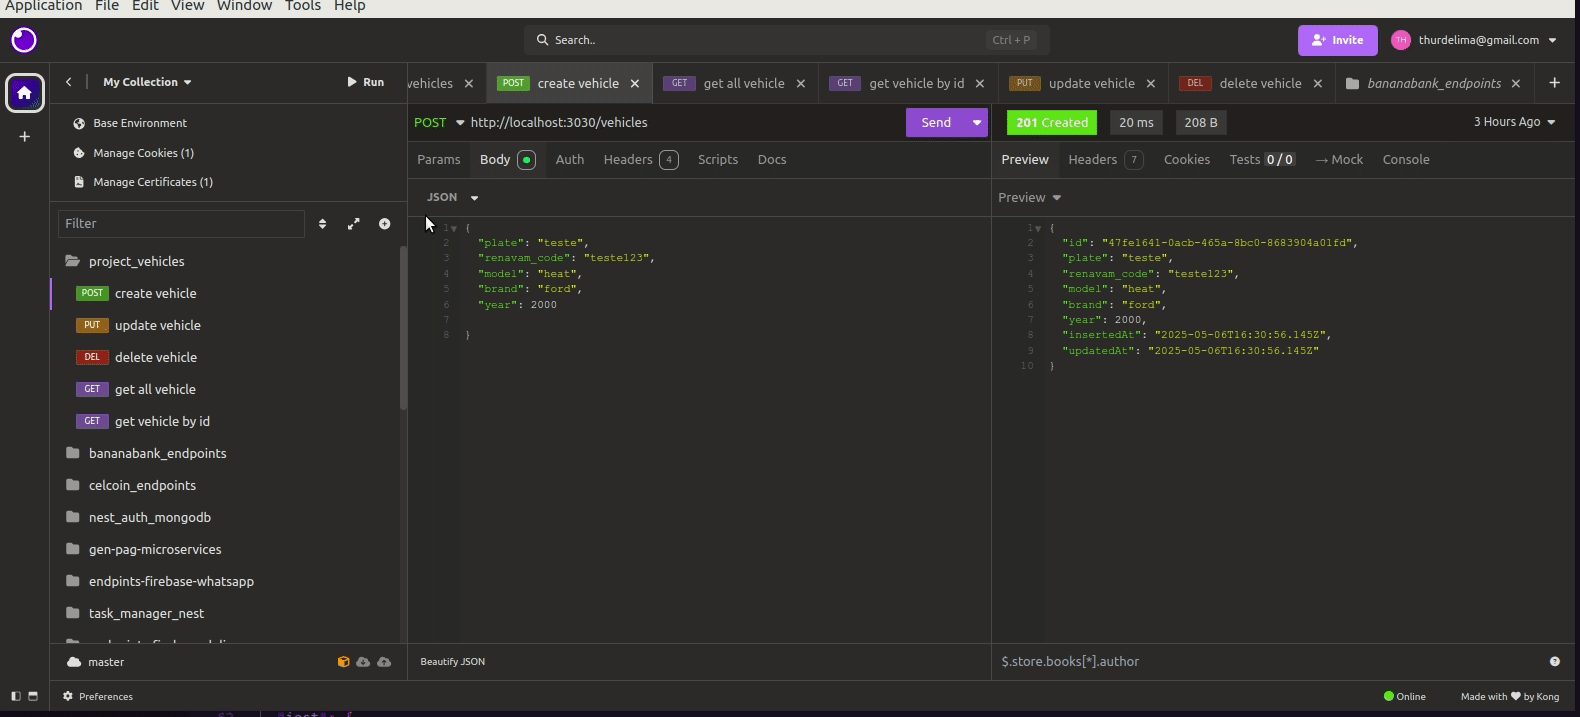 Application File Edit View Window Tools Help
Search.. Ctrl + P Invite TH thurdelima@gmail.com
My Collection Run
vehicles POST create vehicle GET get all vehicle GET get vehicle by id PUT update vehicle DEL delete vehicle bananabank_endpoints
Base Environment
Manage Cookies (1)
Manage Certificates (1)
Filter
project_vehicles
POST create vehicle
PUT update vehicle
DEL delete vehicle
GET get all vehicle
GET get vehicle by id
bananabank_endpoints
celcoin_endpoints
nest_auth_mongodb
gen-pag-microservices
endpints-firebase-whatsapp
task_manager_nest
master
POST http://localhost:3030/vehicles Send
Params Body Auth Headers 4 Scripts Docs
JSON
1 {
2 "plate": "teste",
3 "renavam_code": "teste123",
4 "model": "heat",
5 "brand": "ford",
6 "year": 2000
7
8 }
Beautify JSON
201 Created 20 ms 208 B 3 Hours Ago
Preview Headers 7 Cookies Tests 0 / 0 → Mock Console
Preview
1 {
2 "id": "47fe1641-0acb-465a-8bc0-8683904a01fd",
3 "plate": "teste",
4 "renavam_code": "teste123",
5 "model": "heat",
6 "brand": "ford",
7 "year": 2000,
8 "insertedAt": "2025-05-06T16:30:56.145Z",
9 "updatedAt": "2025-05-06T16:30:56.145Z"
10 }
$.store.books[*].author
Preferences Online Made with ♥ by Kong